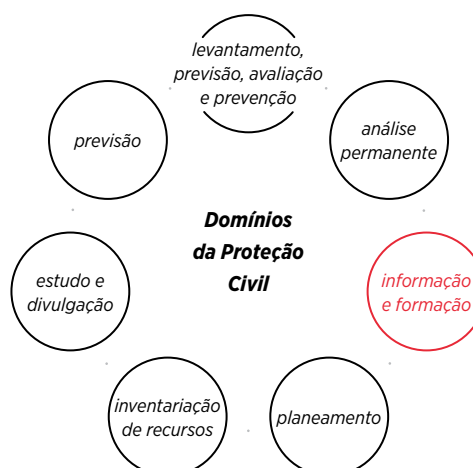 levantamento,
previsão, avaliação
e prevenção
análise
permanente
informação
e formação
planeamento
inventariação
de recursos
estudo e
divulgação
previsão
Domínios
da Proteção
Civil